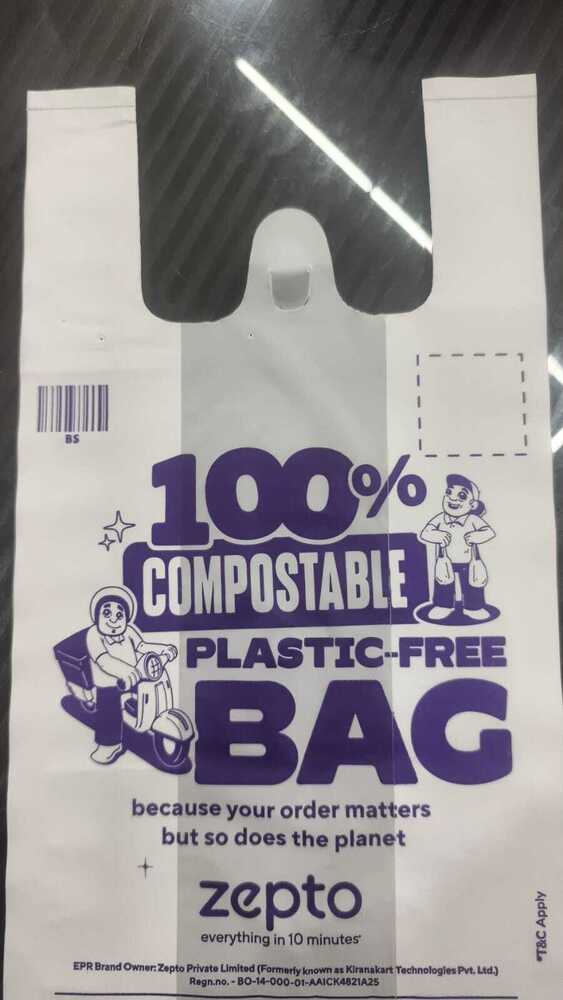 BS
100%
COMPOSTABLE
PLASTIC-FREE
BAG
because your order matters
but so does the planet
zepto
everything in 10 minutes*
*T&C Apply
EPR Brand Owner: Zepto Private Limited (Formerly known as Kiranakart Technologies Pvt. Ltd.)
Regn.no. - BO-14-000-01-AAICK4821A25